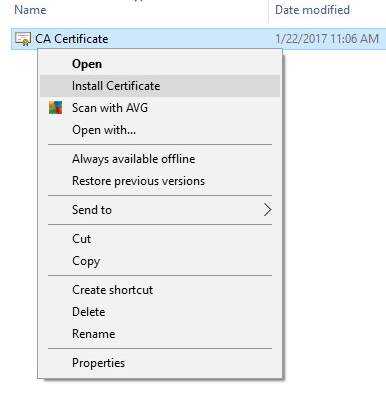 Name Date modified
CA Certificate 1/22/2017 11:06 AM
Open
Install Certificate
Scan with AVG
Open with...
Always available offline
Restore previous versions
Send to
Cut
Copy
Create shortcut
Delete
Rename
Properties